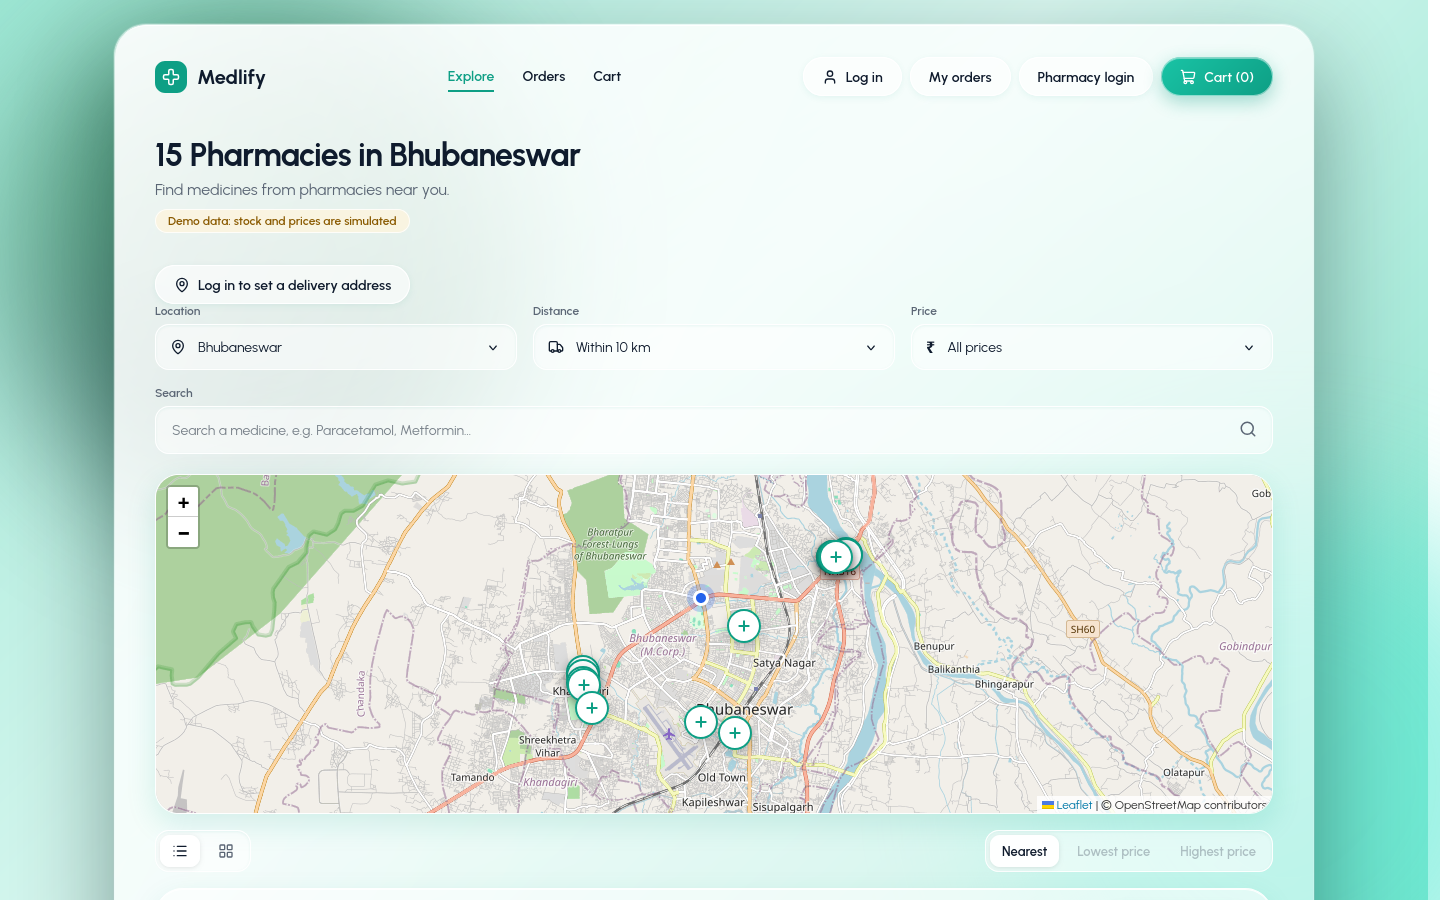 Medlify
Explore
Orders
Cart
Log in
My orders
Pharmacy login
Cart (0)
15 Pharmacies in Bhubaneswar
Find medicines from pharmacies near you.
Demo data: stock and prices are simulated
Log in to set a delivery address
Location
Distance
Price
Bhubaneswar
Within 10 km
₹ All prices
Search
Search a medicine, e.g. Paracetamol, Metformin...
+
−
Bharatpur
Forest-Lungs
of Bhubaneswar
Gob
SH60
Bhubaneswar
(M.Corp.)
Satya Nagar
Benupur
Gobindpur
Balikanthia
Bhingarapur
Chandaka
Bhubaneswar
Shreekhetra
Vihar
Old Town
Tamando
Khandagiri
Kapileshwar
Sisupalgarh
Olatapur
Leaflet | © OpenStreetMap contributors
Nearest
Lowest price
Highest price